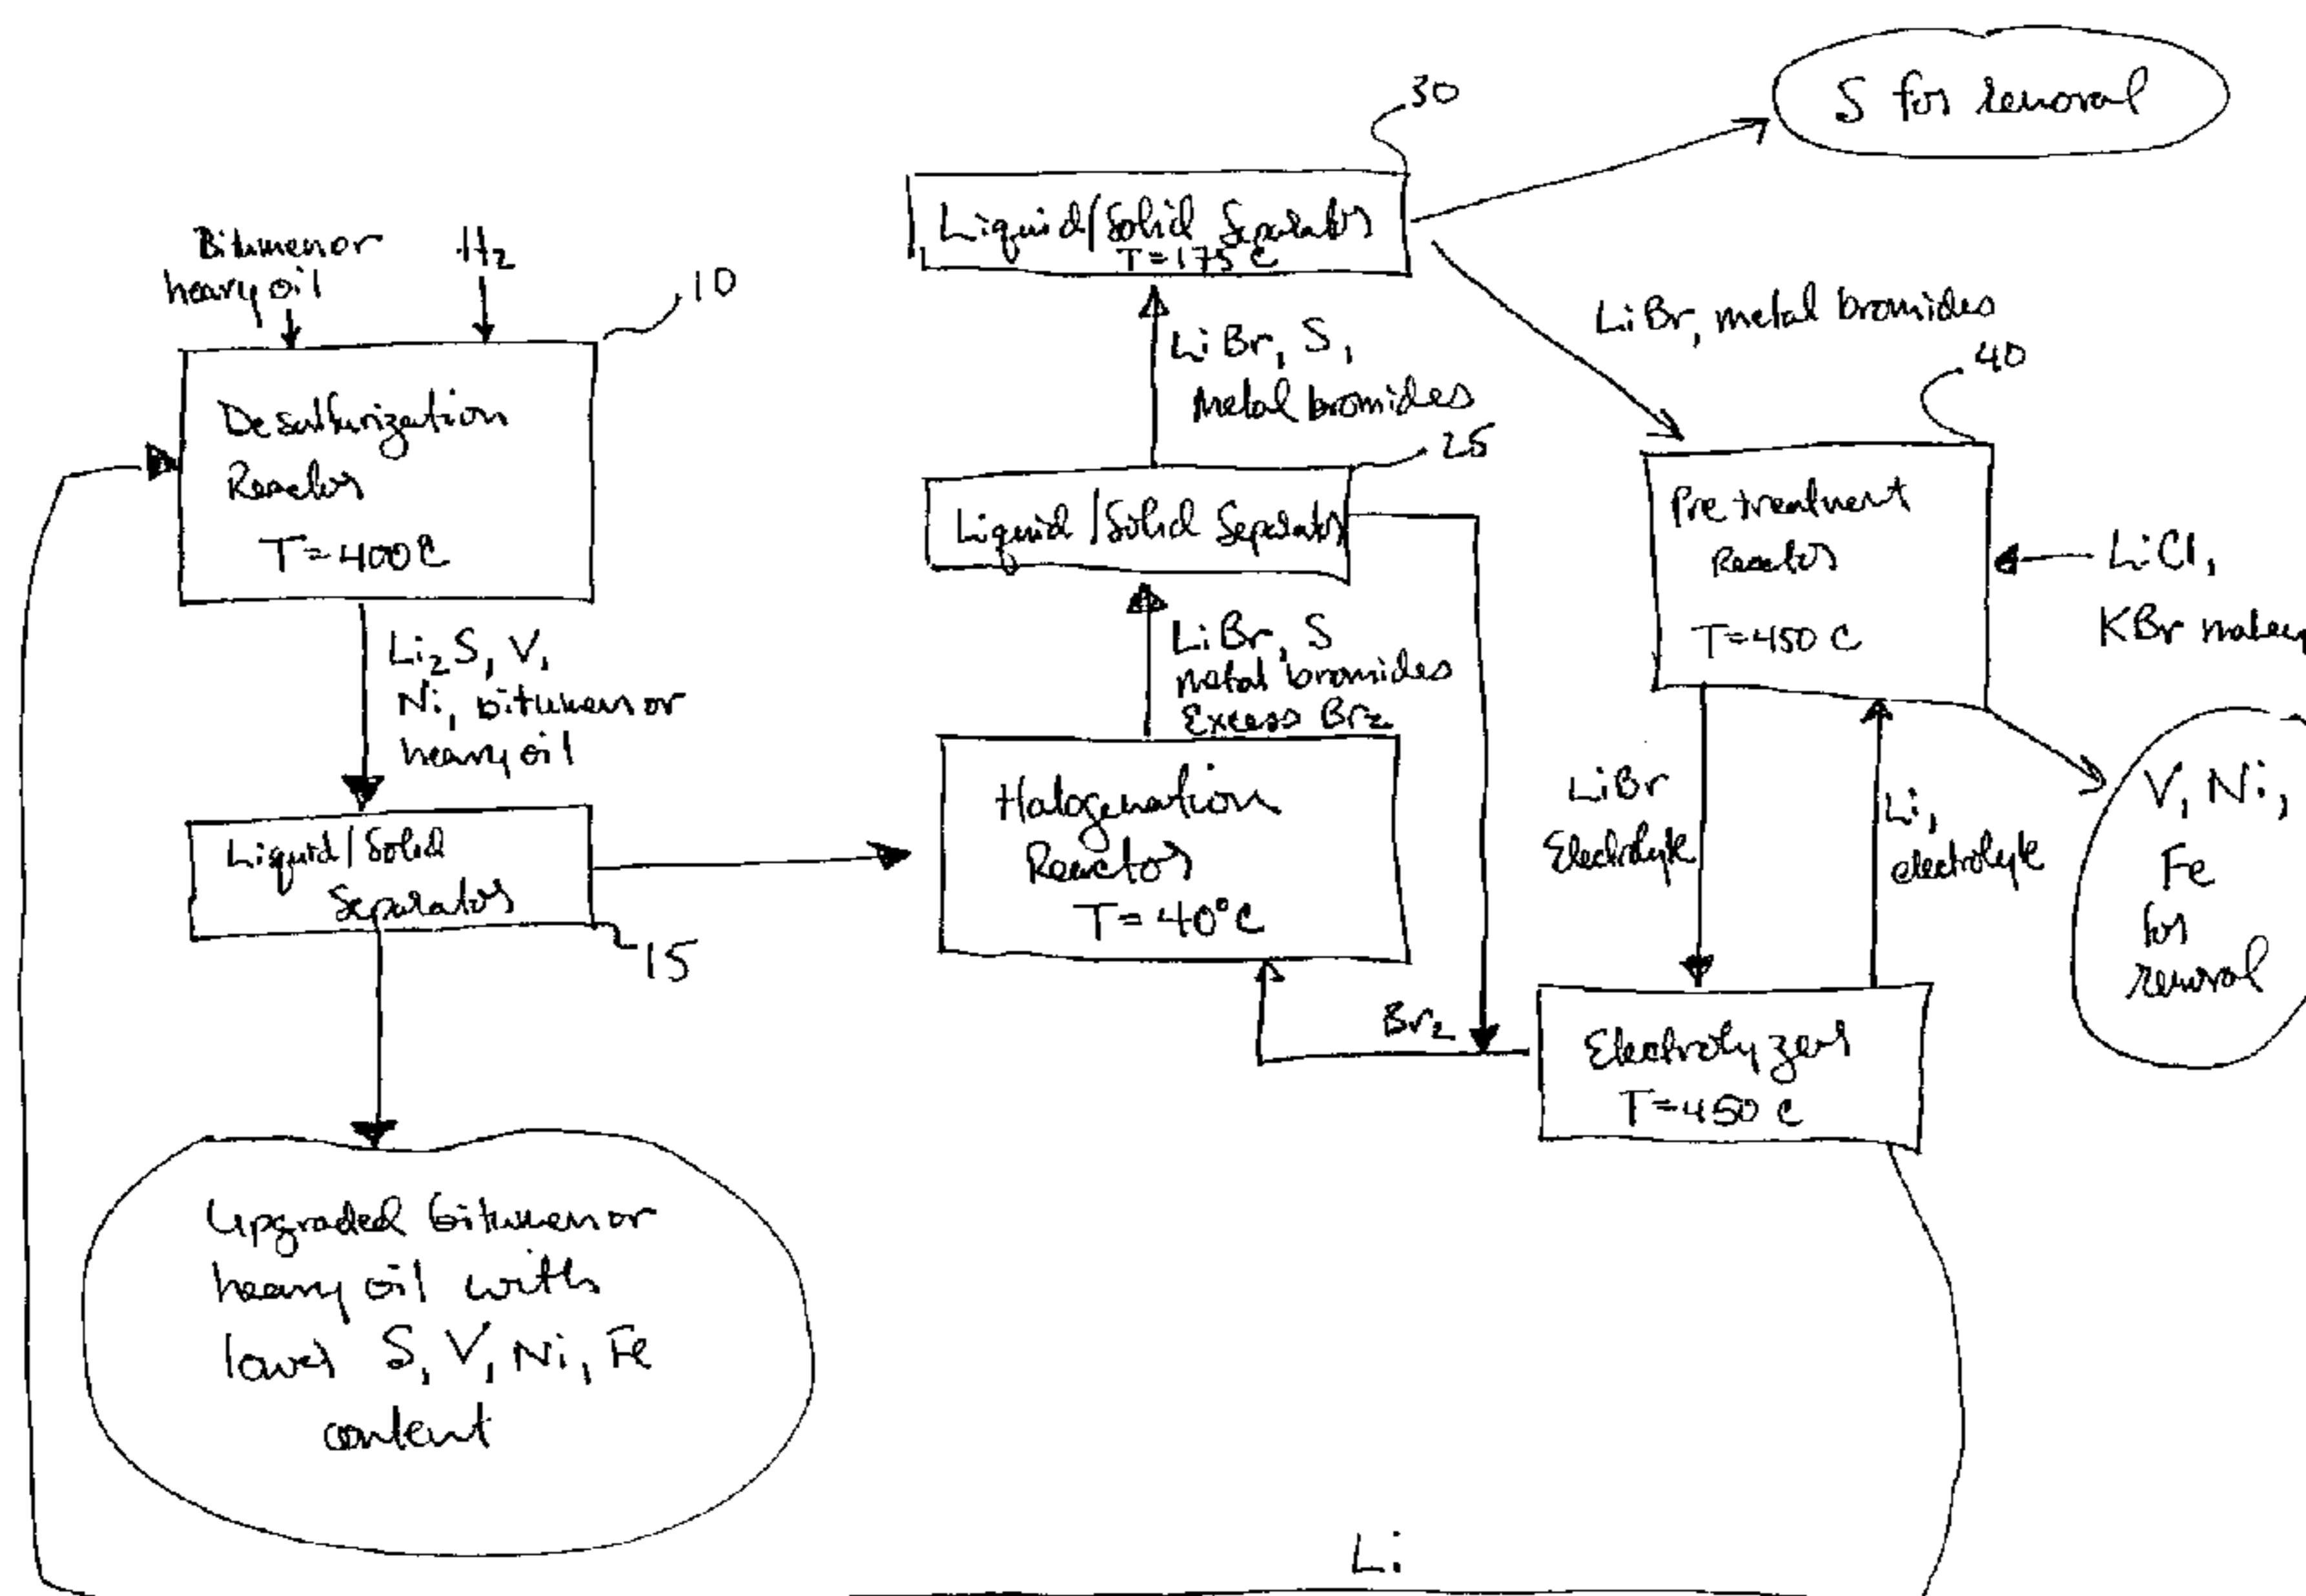 Bitumen or
heavy oil
H2
10
Desulfurization
Reactor
T=400C
Li2S, V,
Ni, bitumen or
heavy oil
Liquid/Solid
Separator
15
Upgraded bitumen or
heavy oil with
lower S, V, Ni, Fe
content
30
Liquid/Solid Separator
T=175 C
S for removal
LiBr, S,
Metal bromides
25
Liquid/Solid Separator
LiBr, S
Metal bromides
Excess Br2
Halogenation
Reactor
T=40°C
Br2
LiBr, metal bromides
40
Pretreatment
Reactor
T=450 C
LiCl,
KBr
LiBr
Electrolyte
Li,
electrolyte
V, Ni,
Fe
for
removal
Electrolyzer
T=450 C
Li